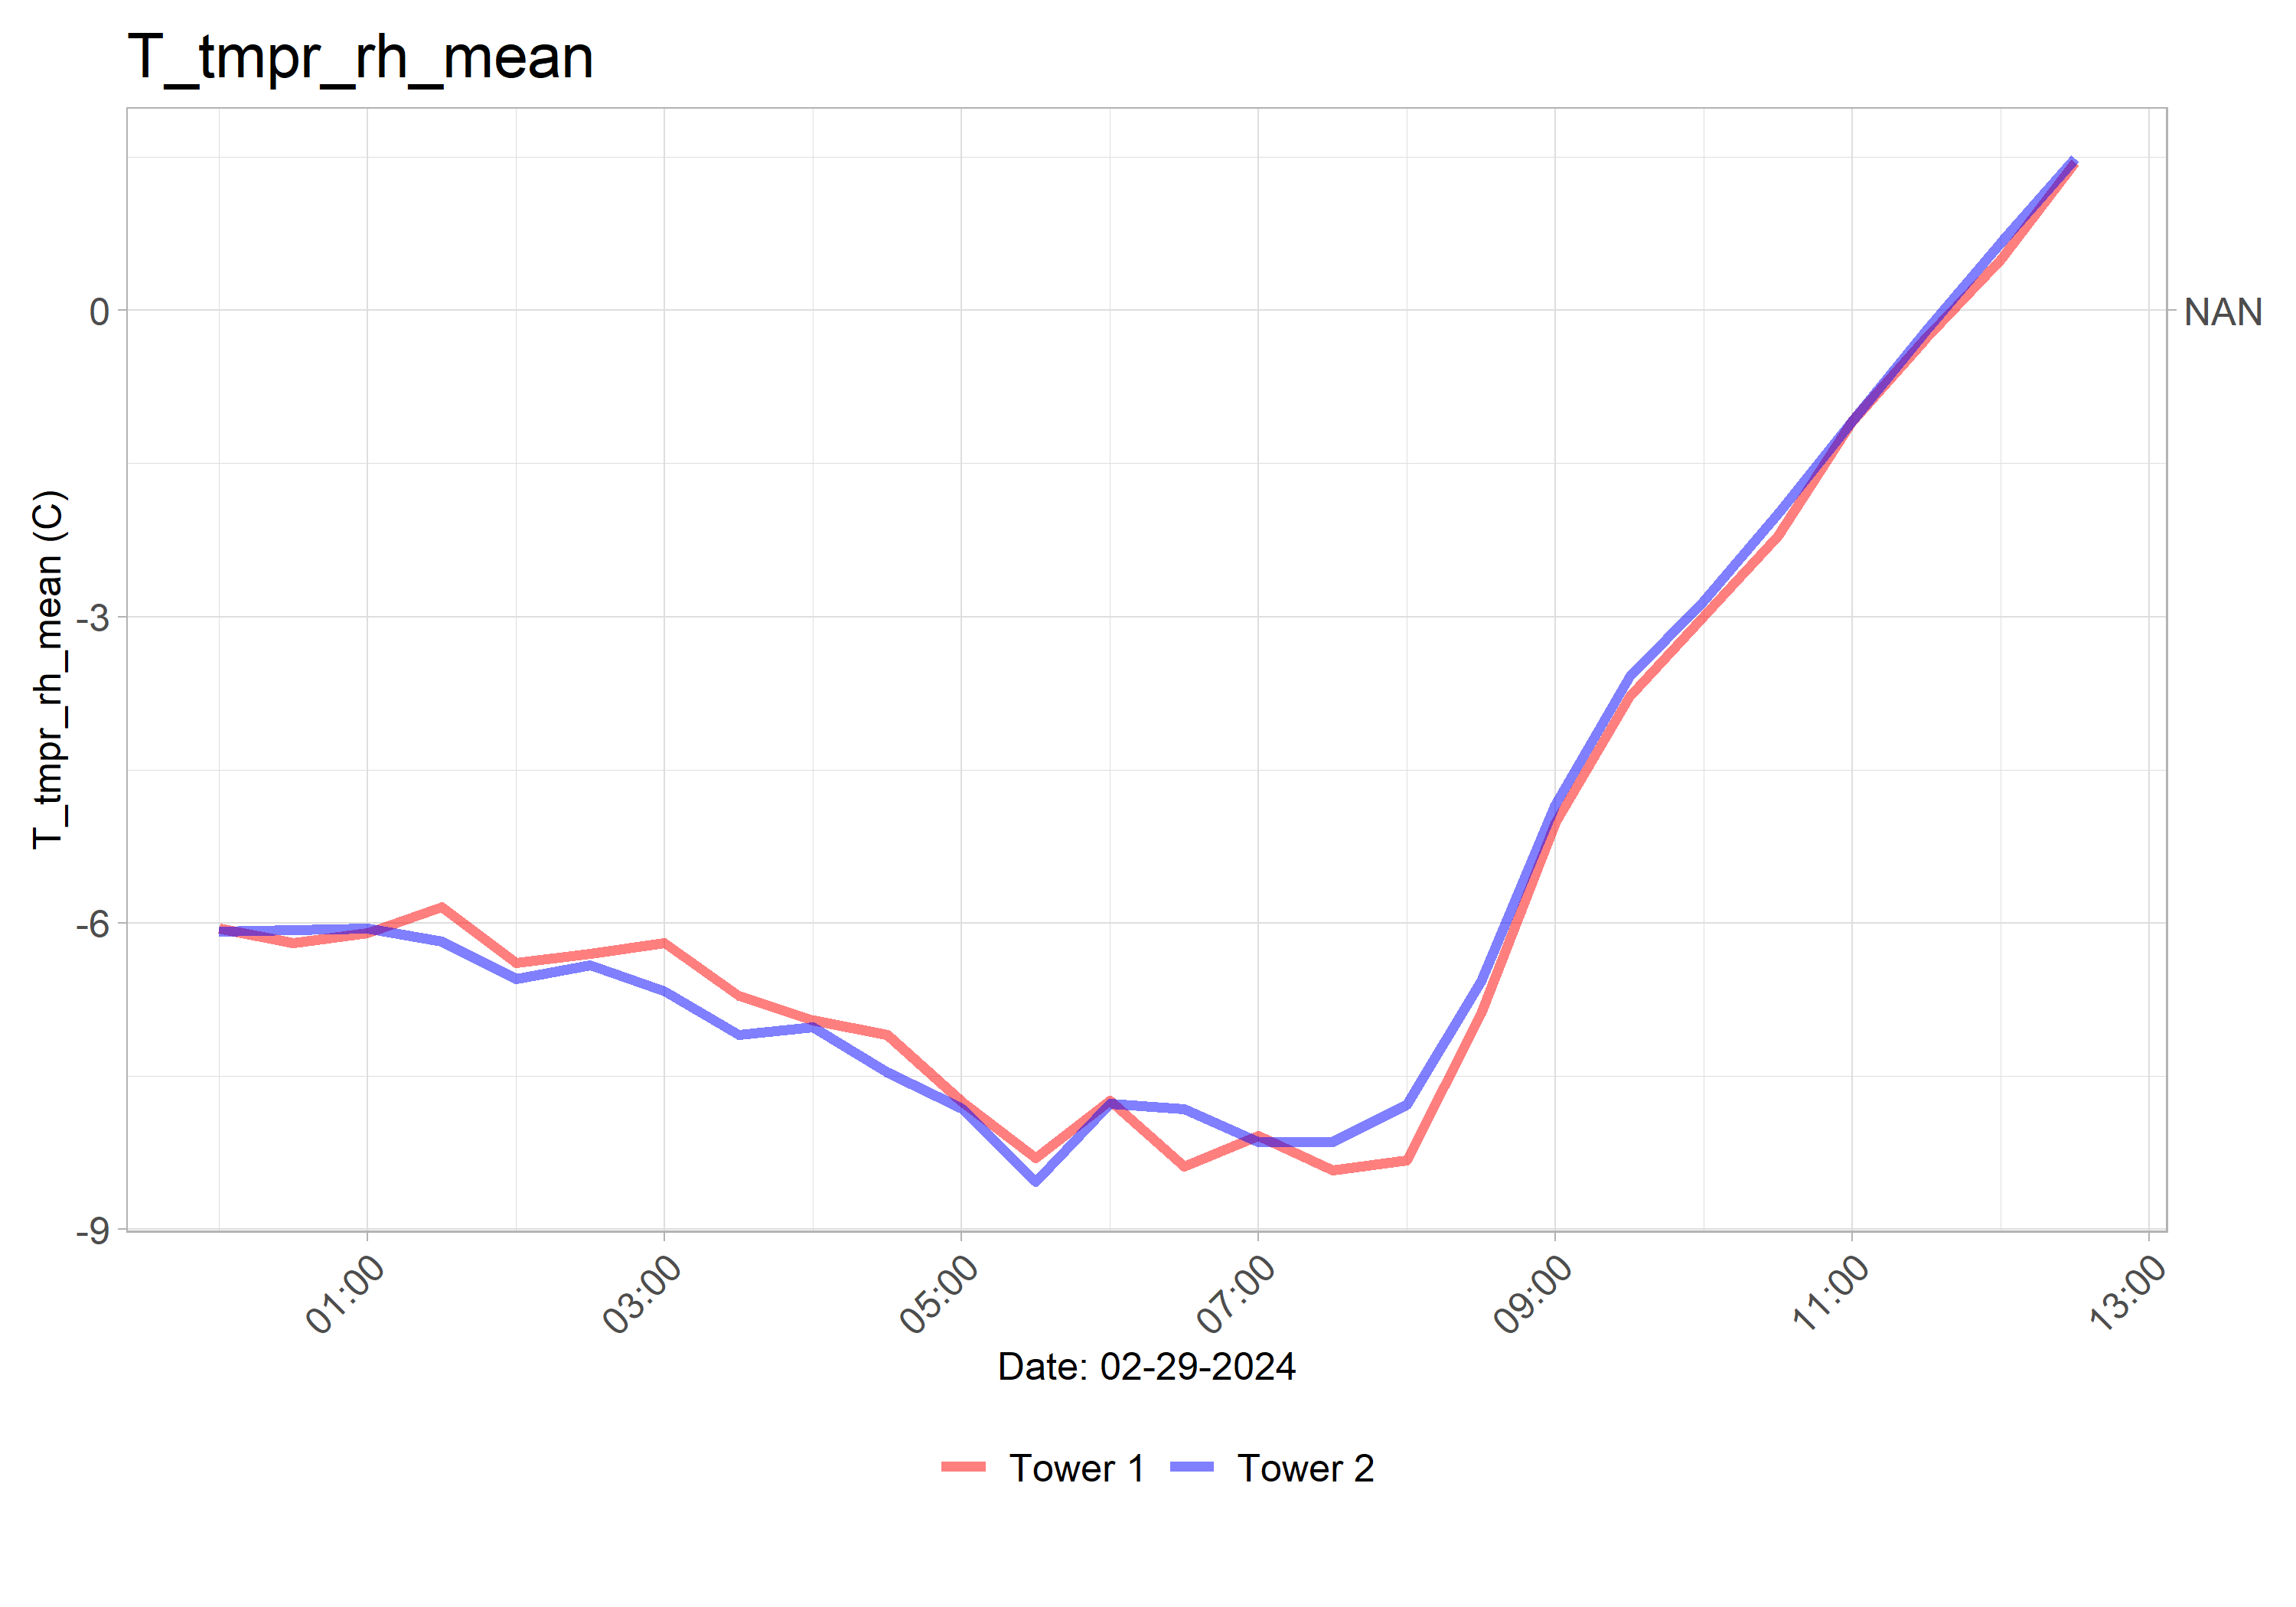 T_tmpr_rh_mean
T_tmpr_rh_mean (C)
0
-3
-6
-9
NAN
01:00
03:00
05:00
07:00
09:00
11:00
13:00
Date: 02-29-2024
Tower 1
Tower 2